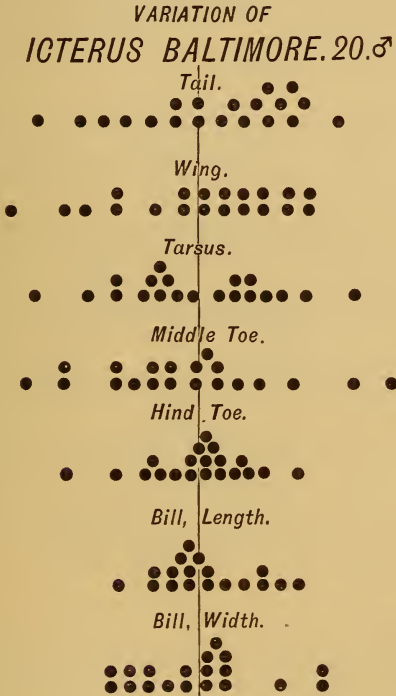 VARIATION OF
ICTERUS BALTIMORE. 20.♂
Tail.
Wing.
Tarsus.
Middle Toe.
Hind Toe.
Bill, Length.
Bill, Width.